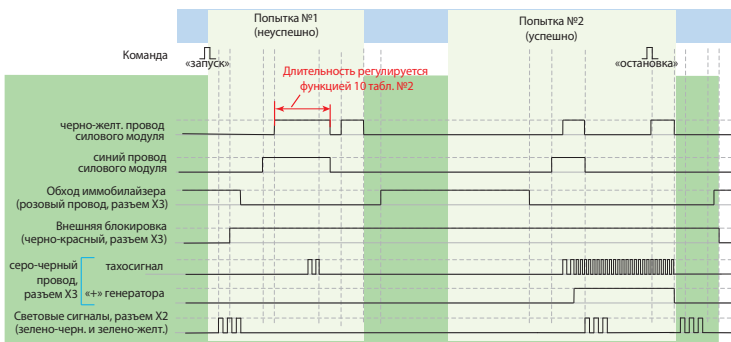 Попытка №1
(неуспешно)
Попытка №2
(успешно)
Команда
«запуск»
«остановка»
Длительность регулируется
функцией 10 табл. №2
черно-желт. провод
силового модуля
синий провод
силового модуля
Обход иммобилайзера
(розовый провод, разъем X3)
Внешняя блокировка
(черно-красный, разъем X3)
серо-черный
провод,
разъем X3
тахосигнал
«+» генератора
Световые сигналы, разъем X2
(зелено-черн. и зелено-желт.)